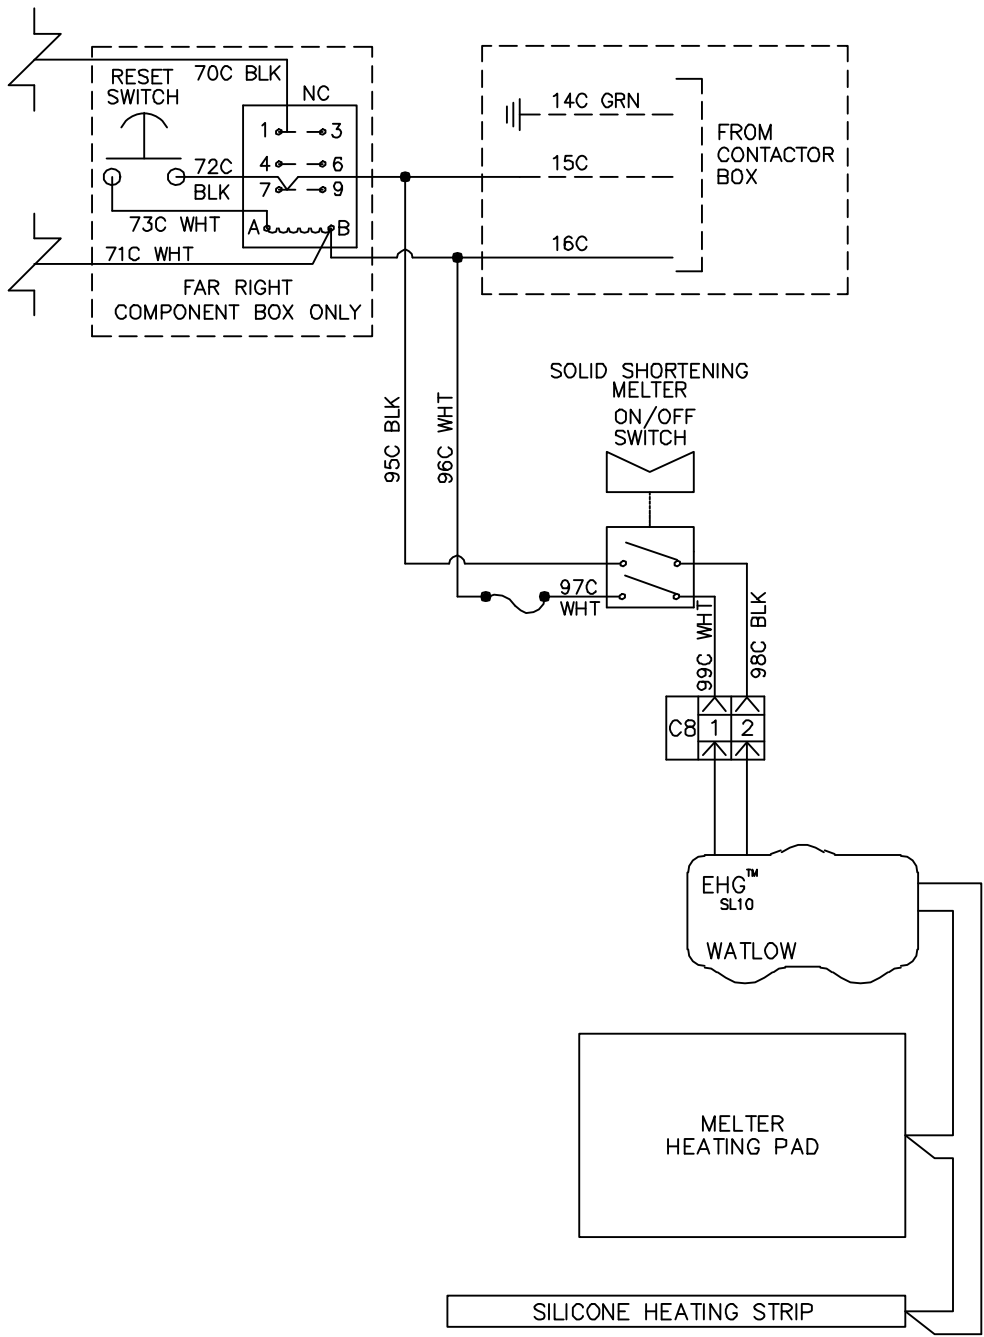 70C BLK
RESET
SWITCH
NC
1 3
4 6
7 9
A B
72C
BLK
73C WHT
71C WHT
FAR RIGHT
COMPONENT BOX ONLY
14C GRN
15C
16C
FROM
CONTACTOR
BOX
SOLID SHORTENING
MELTER
ON/OFF
SWITCH
95C BLK
96C WHT
97C
WHT
99C WHT
98C BLK
C8 1 2
EHG™
SL10
WATLOW
MELTER
HEATING PAD
SILICONE HEATING STRIP